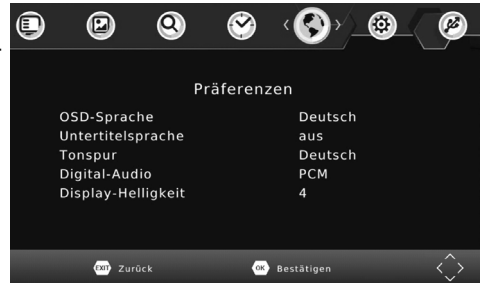 Präferenzen
OSD-Sprache Deutsch
Untertitelsprache aus
Tonspur Deutsch
Digital-Audio PCM
Display-Helligkeit 4
EXIT Zurück OK Bestätigen